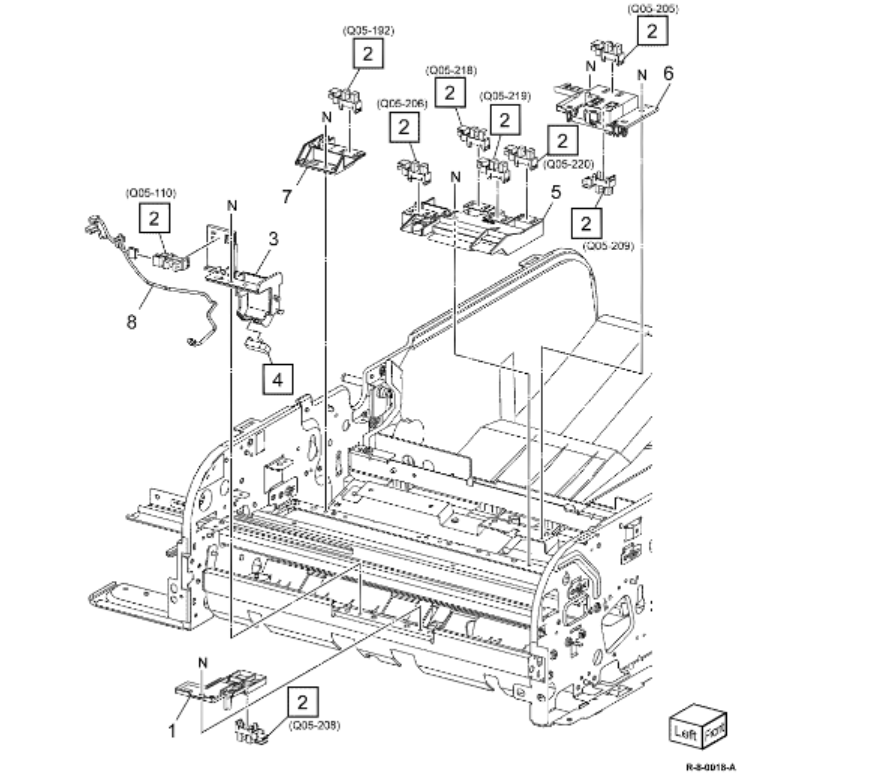 (Q05-205)
2
(Q05-192)
2
N
N
6
(Q05-218)
2
(Q05-219)
2
(Q05-206)
2
N
2
(Q05-220)
7
N
5
(Q05-110)
2
N
2
(Q05-209)
3
8
4
N
1
2
(Q05-208)
Left
Front
R-8-0018-A